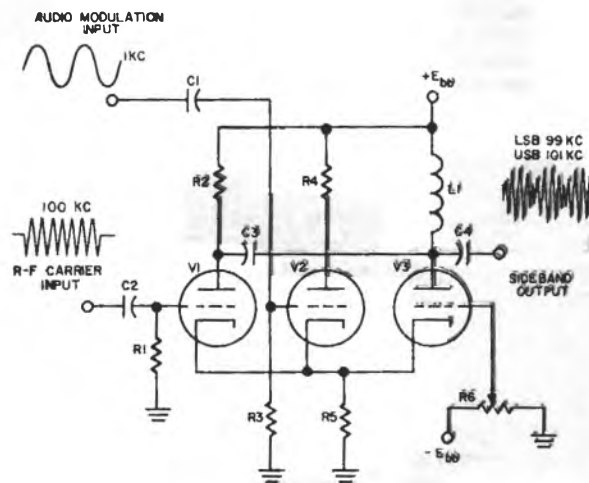 AUDIO MODULATION
INPUT
1KC
C1
+Ebb
LSB 99 KC
USB 101 KC
R2
R4
L1
100 KC
C3
C4
R-F CARRIER
INPUT
C2
V1
V2
V3
SIDEBAND
OUTPUT
R1
R3
R5
R6
-Ebb